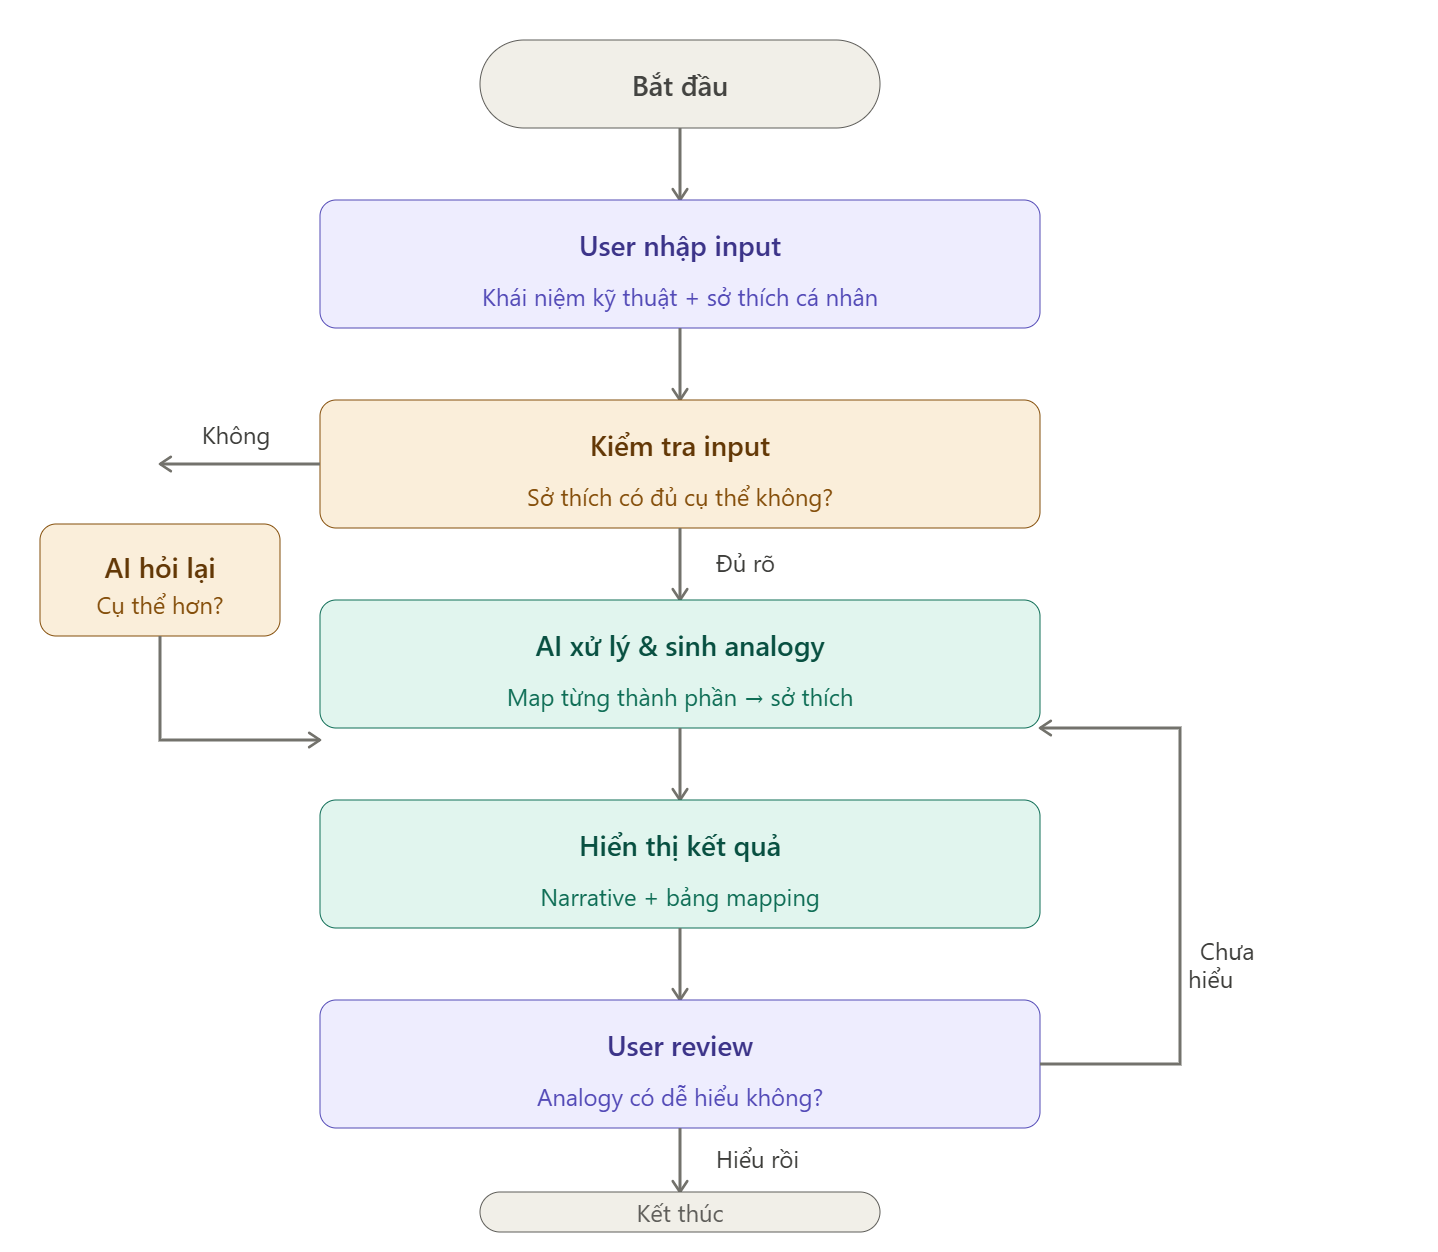 Bắt đầu
User nhập input
Khái niệm kỹ thuật + sở thích cá nhân
Không
Kiểm tra input
Sở thích có đủ cụ thể không?
Đủ rõ
AI hỏi lại
Cụ thể hơn?
AI xử lý & sinh analogy
Map từng thành phần → sở thích
Hiển thị kết quả
Narrative + bảng mapping
Chưa
hiểu
User review
Analogy có dễ hiểu không?
Hiểu rồi
Kết thúc